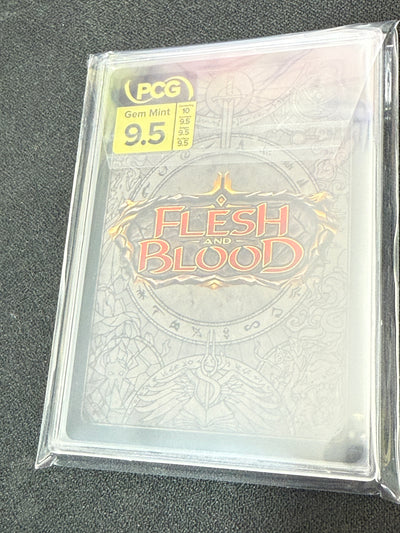 PCG
Gem Mint
9.5
10
9.5
9.5
9.5
FLESH
AND
BLOOD